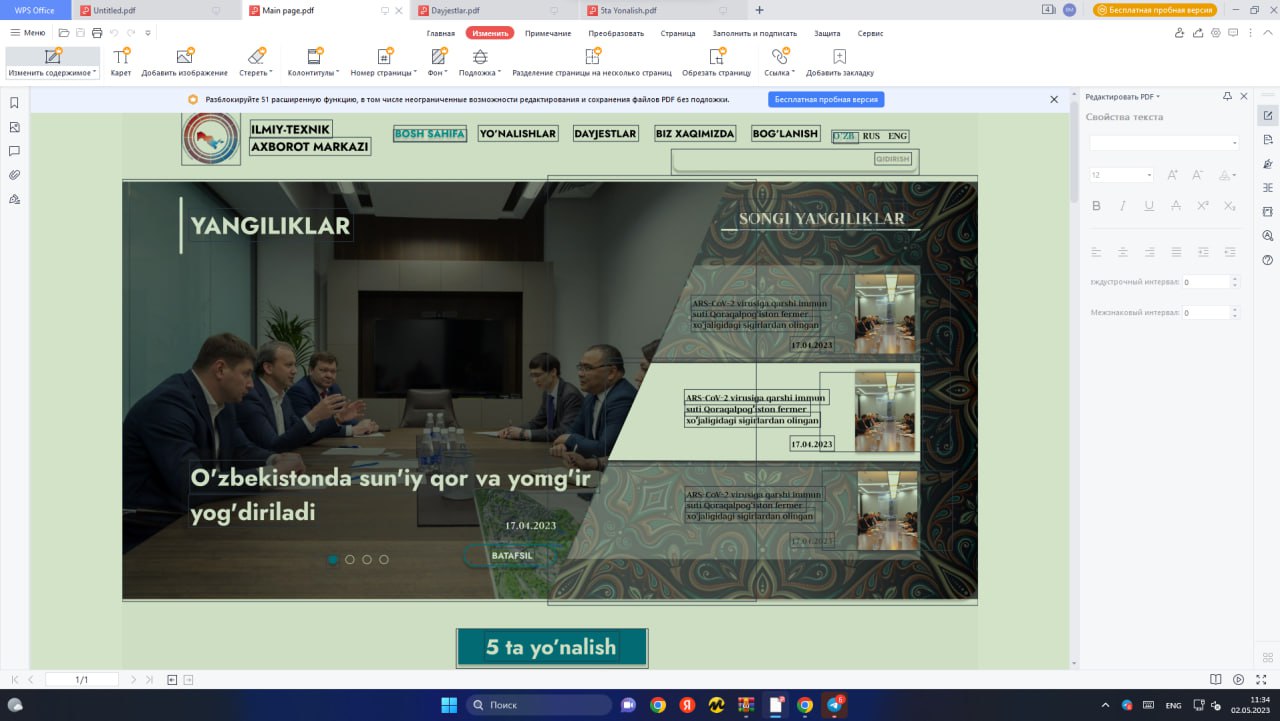 WPS Office
Untitled.pdf
Main page.pdf
Dayjestlar.pdf
5ta Yonalish.pdf
Бесплатная пробная версия
Меню
Главная
Изменить
Примечание
Преобразовать
Страница
Заполнить и подписать
Защита
Сервис
Изменить содержимое
Карет
Добавить изображение
Стереть
Колонтитулы
Номер страницы
Фон
Подложка
Разделение страницы на несколько страниц
Обрезать страницу
Ссылка
Добавить закладку
Разблокируйте 51 расширенную функцию, в том числе неограниченные возможности редактирования и сохранения файлов PDF без подложки.
Бесплатная пробная версия
Редактировать PDF
Свойства текста
12
гждустрочный интервал: 0
Межзнаковый интервал: 0
ILMIY-TEXNIK
AXBOROT MARKAZI
BOSH SAHIFA
YO’NALISHLAR
DAYJESTLAR
BIZ XAQIMIZDA
BOG’LANISH
O’ZB
RUS
ENG
QIDIRISH
YANGILIKLAR
SONGI YANGILIKLAR
ARS-CoV-2 virusiga qarshi immun
suti Qoraqalpog'iston fermer
xo'jaligidagi sigirlardan olingan
17.04.2023
ARS-CoV-2 virusiga qarshi immun
suti Qoraqalpog'iston fermer
xo'jaligidagi sigirlardan olingan
17.04.2023
ARS-CoV-2 virusiga qarshi immun
suti Qoraqalpog'iston fermer
xo'jaligidagi sigirlardan olingan
17.04.2023
O'zbekistonda sun'iy qor va yomg'ir
yog'diriladi
17.04.2023
BATAFSIL
5 ta yo’nalish
1/1
Поиск
ENG
11:34
02.05.2023